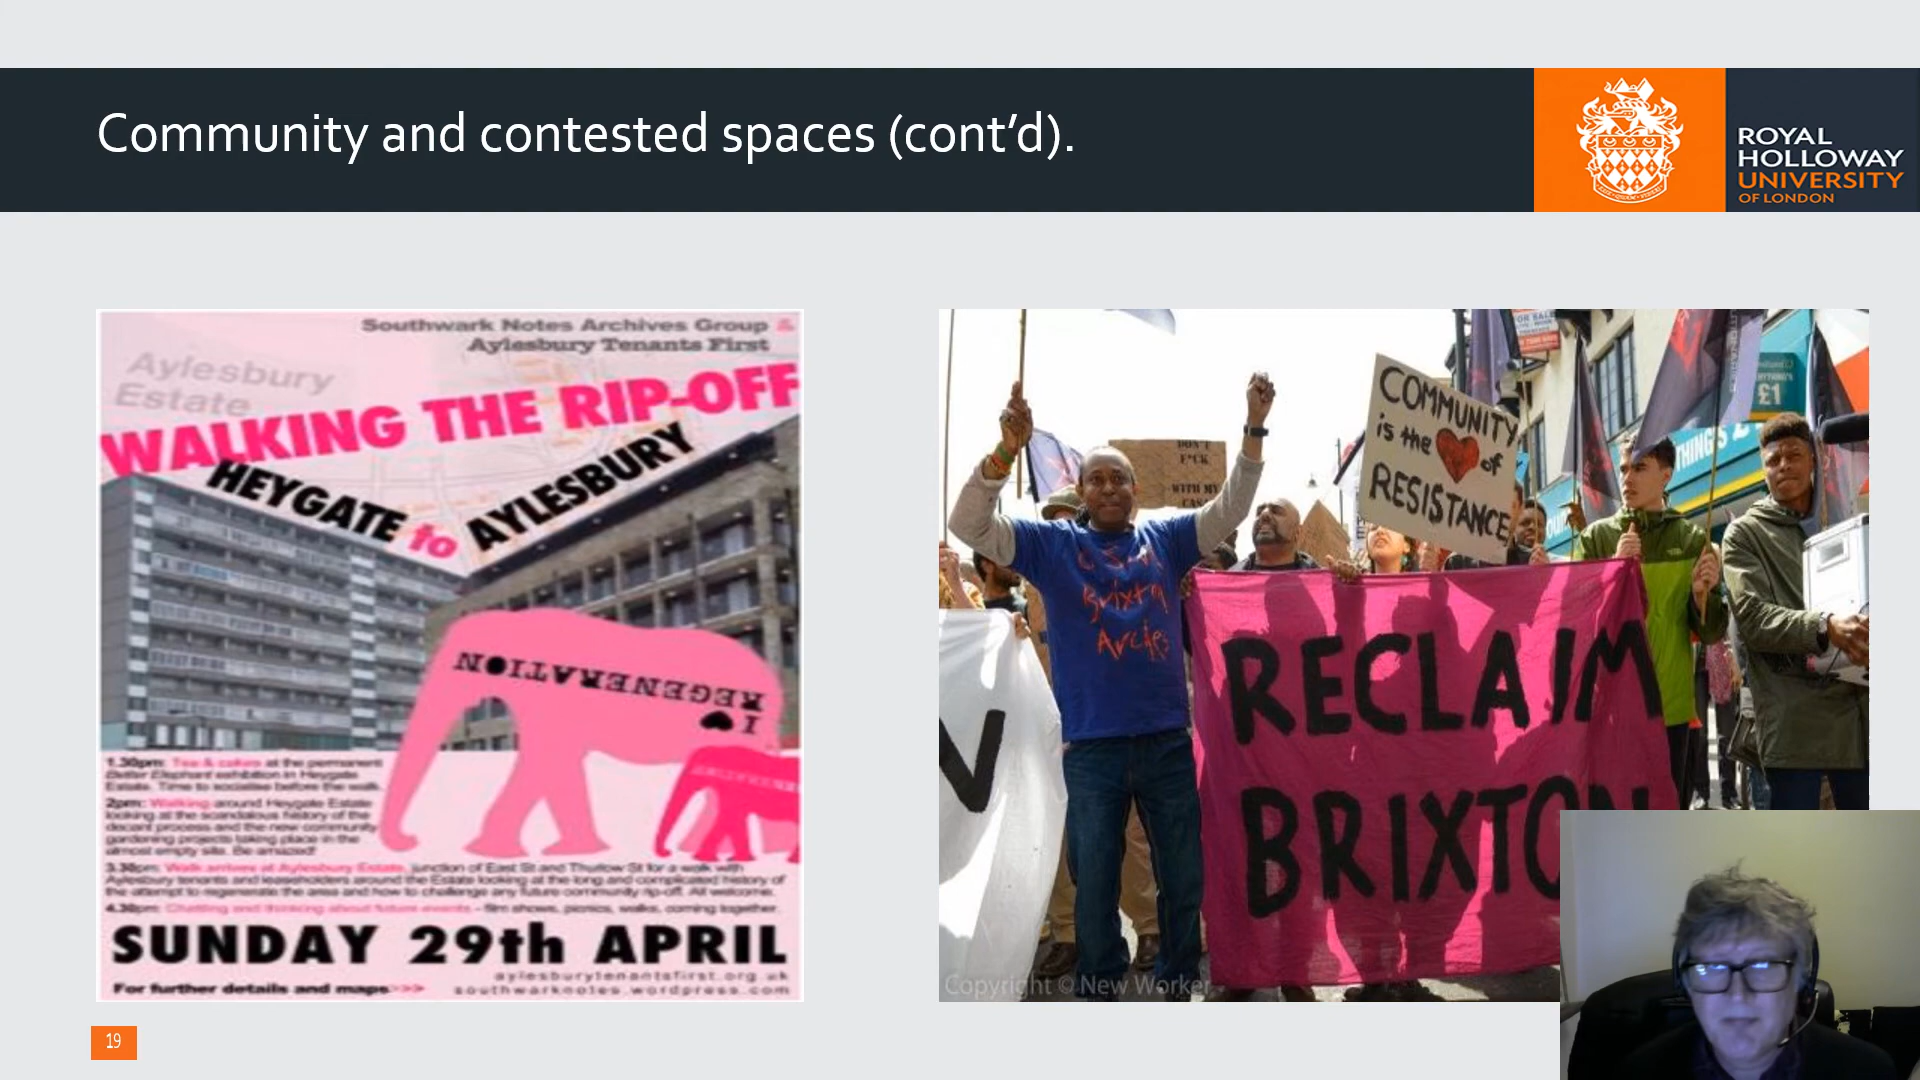 Community and contested spaces (cont'd).
ROYAL
HOLLOWAY
UNIVERSITY
OF LONDON
Southwark Notes Archives Group &
Aylesbury Tenants First
Aylesbury
Estate
WALKING THE RIP-OFF
HEYGATE to AYLESBURY
I ♥
REGENERATION
1.30pm: Tea & cakes at the permanent
Better Elephant exhibition in Heygate
Estate. Time to socialise before the walk.
2pm: Walking around Heygate Estate
looking at the scandalous history of the
decant process and the new community
gardening projects taking place in the
almost empty site. Be amazed!
3.30pm: Walk arrives at Aylesbury Estate, junction of East St and Thurlow St for a walk with
Aylesbury tenants and leaseholders around the Estate looking at the long and complicated history of
the attempt to regenerate the area and how to challenge any future community rip-off. All welcome.
4.30pm: Chatting and thinking about future events - film shows, picnics, walks, coming together.
SUNDAY 29th APRIL
aylesburytenantsfirst.org.uk
For further details and maps>>> southwarknotes.wordpress.com
FOR SALE
£1
COMMUNITY
is the ♥ of
RESISTANCE
DON'T
F*CK
WITH MY
Brixton
Arches
RECLAIM
BRIXTO
Copyright © New Worker
19